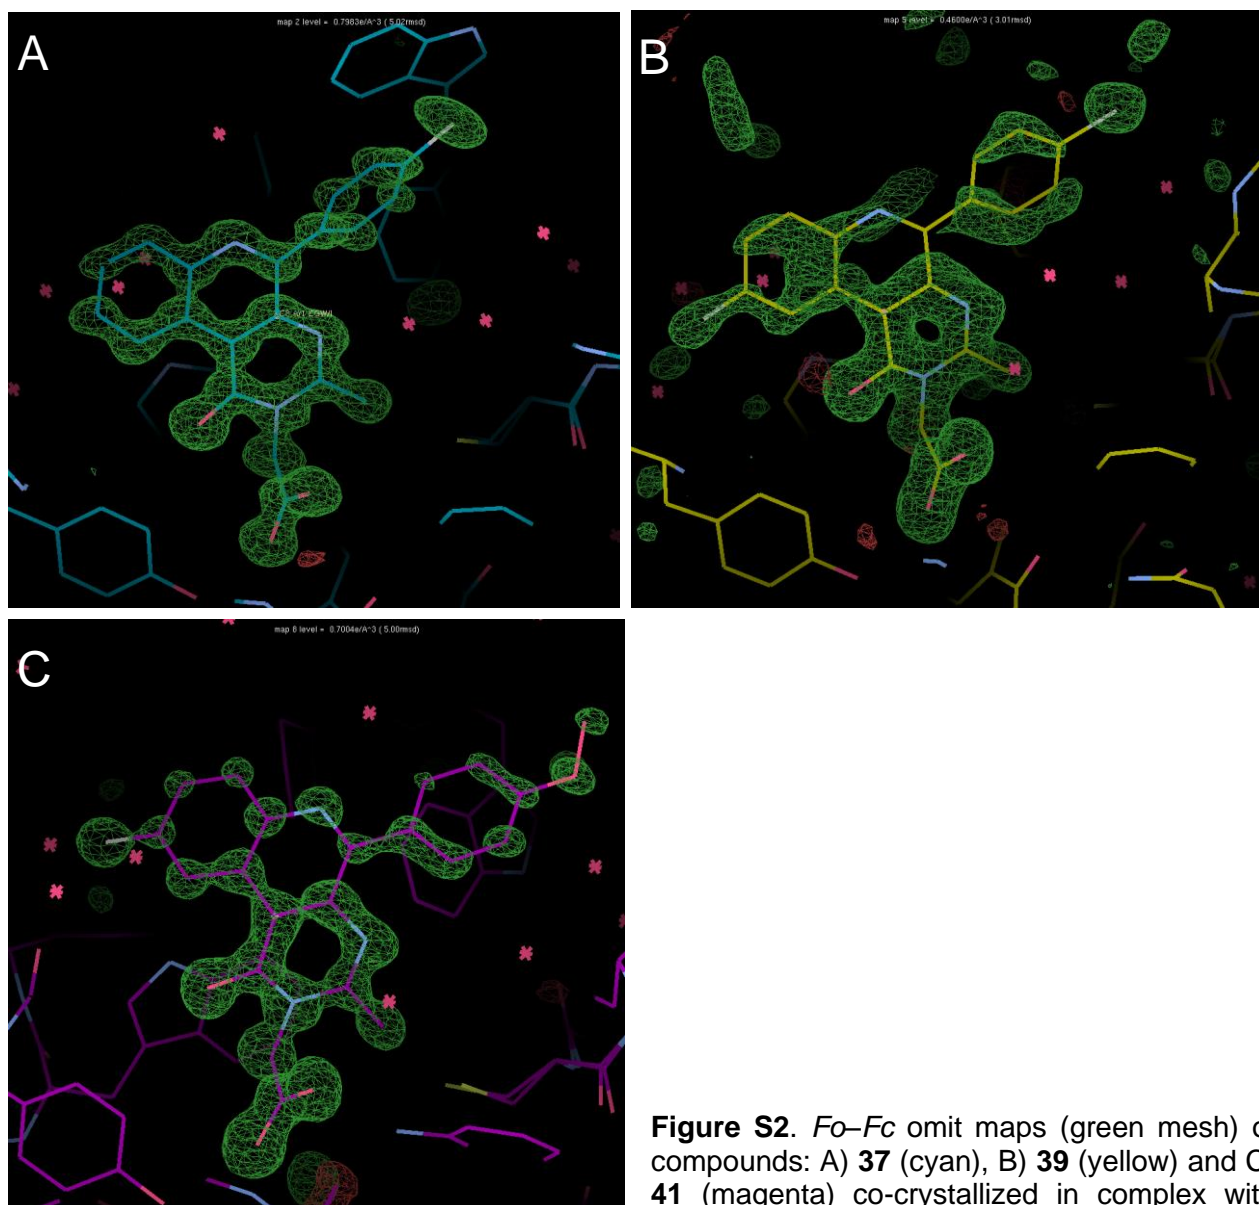 map 2 level = 0.7983e/A^3 ( 5.02rmsd)
A
map 5 level = 0.4600e/A^3 ( 3.01rmsd)
B
map 8 level = 0.7004e/A^3 ( 5.00rmsd)
C
Figure S2. Fo–Fc omit maps (green mesh)
compounds: A) 37 (cyan), B) 39 (yellow) and C
41 (magenta) co-crystallized in complex wit